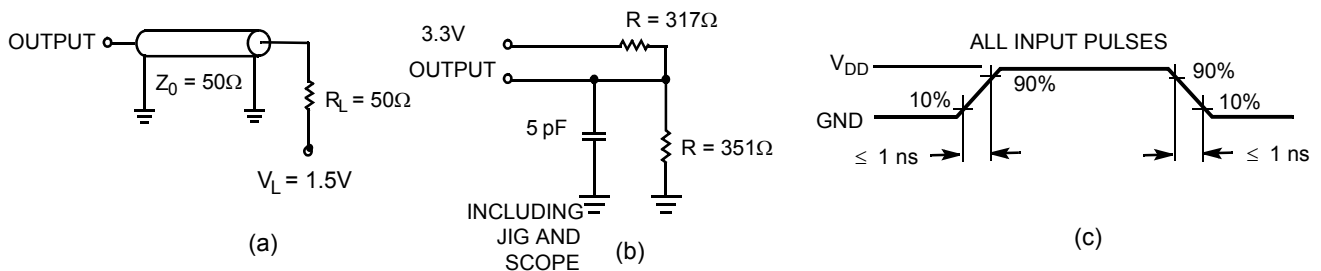 OUTPUT
Z0 = 50Ω
RL = 50Ω
VL = 1.5V
(a)
R = 317Ω
3.3V
OUTPUT
5 pF
R = 351Ω
INCLUDING
JIG AND
SCOPE
(b)
ALL INPUT PULSES
VDD
90%
90%
10%
10%
GND
≤ 1 ns
≤ 1 ns
(c)